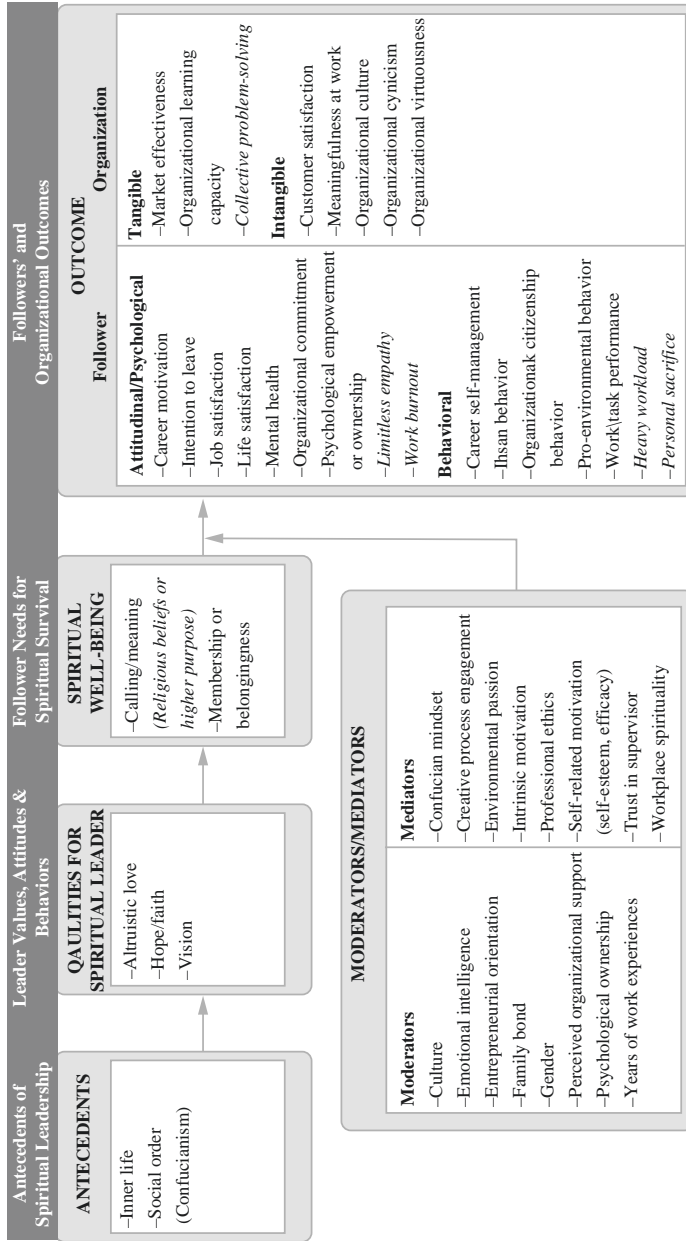 Antecedents of
Spiritual Leadership
Leader Values, Attitudes &
Behaviors
Follower Needs for
Spiritual Survival
Followers' and
Organizational Outcomes
ANTECEDENTS
–Inner life
–Social order
(Confucianism)
QAULITIES FOR
SPIRITUAL LEADER
–Altruistic love
–Hope/faith
–Vision
SPIRITUAL
WELL-BEING
–Calling/meaning
(Religious beliefs or
higher purpose)
–Membership or
belongingness
OUTCOME
Follower
Attitudinal/Psychological
–Career motivation
–Intention to leave
–Job satisfaction
–Life satisfaction
–Mental health
–Organizational commitment
–Psychological empowerment
or ownership
–Limitless empathy
–Work burnout
Behavioral
–Career self-management
–Ihsan behavior
–Organizationak citizenship
behavior
–Pro-environmental behavior
–Work\task performance
–Heavy workload
–Personal sacrifice
Organization
Tangible
–Market effectiveness
–Organizational learning
capacity
–Collective problem-solving
Intangible
–Customer satisfaction
–Meaningfulness at work
–Organizational culture
–Organizational cynicism
–Organizational virtuousness
MODERATORS/MEDIATORS
Moderators
–Culture
–Emotional intelligence
–Entrepreneurial orientation
–Family bond
–Gender
–Perceived organizational support
–Psychological ownership
–Years of work experiences
Mediators
–Confucian mindset
–Creative process engagement
–Environmental passion
–Intrinsic motivation
–Professional ethics
–Self-related motivation
(self-esteem, efficacy)
–Trust in supervisor
–Workplace spirituality